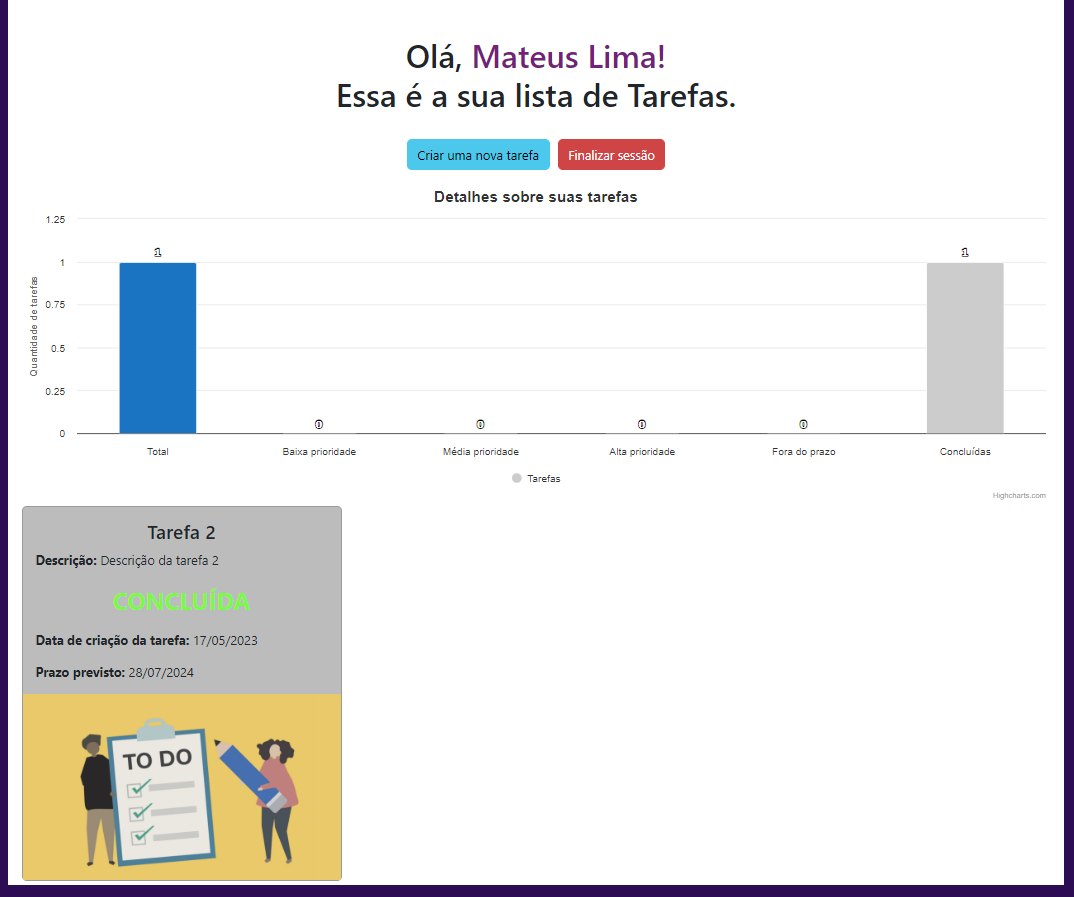 Olá, Mateus Lima!
Essa é a sua lista de Tarefas.
Criar uma nova tarefa Finalizar sessão
Detalhes sobre suas tarefas
Quantidade de tarefas
1.25
1
0.75
0.5
0.25
0
1 0 0 0 0 1
Total Baixa prioridade Média prioridade Alta prioridade Fora do prazo Concluídas
Tarefas
Highcharts.com
Tarefa 2
Descrição: Descrição da tarefa 2
CONCLUÍDA
Data de criação da tarefa: 17/05/2023
Prazo previsto: 28/07/2024
TO DO